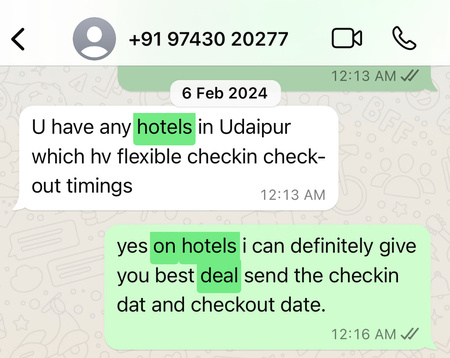 +91 97430 20277
12:13 AM
6 Feb 2024
U have any hotels in Udaipur
which hv flexible checkin check-
out timings
12:13 AM
yes on hotels i can definitely give
you best deal send the checkin
dat and checkout date.
12:16 AM